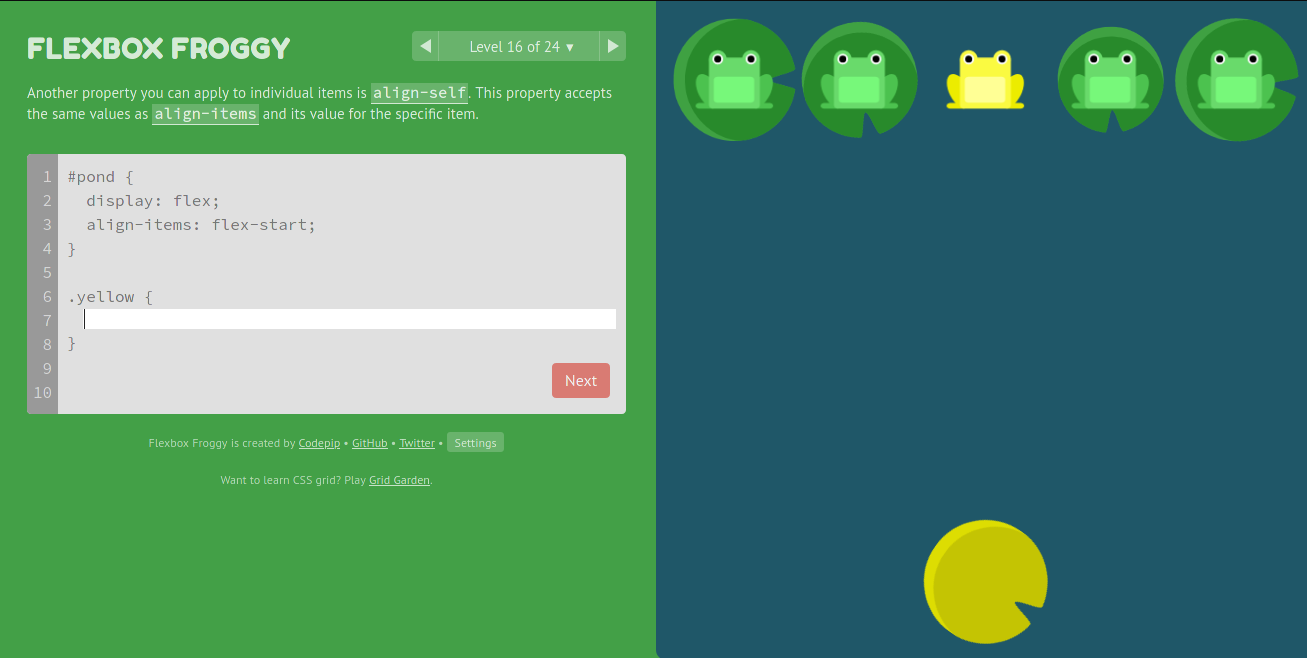 FLEXBOX FROGGY
◀ Level 16 of 24 ▾ ▶
Another property you can apply to individual items is align-self. This property accepts
the same values as align-items and its value for the specific item.
1 #pond {
2   display: flex;
3   align-items: flex-start;
4 }
5
6 .yellow {
7
8 }
9
10
Next
Flexbox Froggy is created by Codepip • GitHub • Twitter • Settings
Want to learn CSS grid? Play Grid Garden.